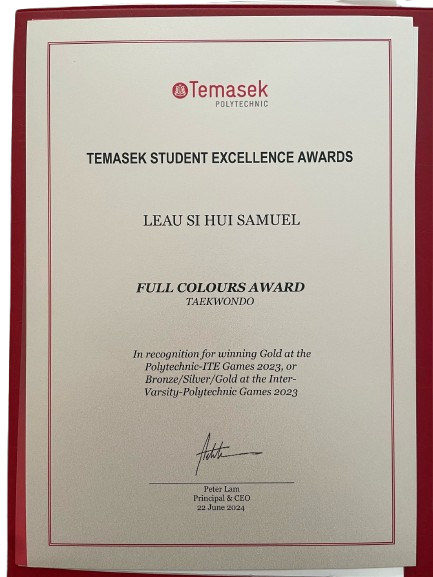 Temasek
POLYTECHNIC
TEMASEK STUDENT EXCELLENCE AWARDS
LEAU SI HUI SAMUEL
FULL COLOURS AWARD
TAEKWONDO
In recognition for winning Gold at the
Polytechnic-ITE Games 2023, or
Bronze/Silver/Gold at the Inter-
Varsity-Polytechnic Games 2023
Peter Lam
Principal & CEO
22 June 2024